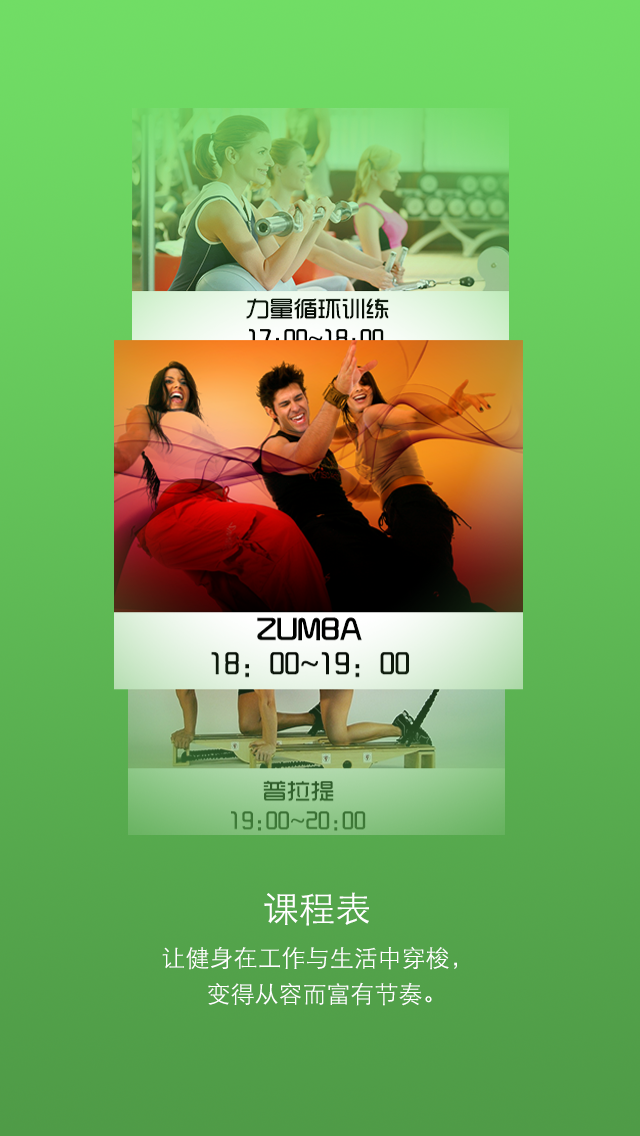 力量循环训练
17:00~18:00
ZUMBA
18：00~19：00
普拉提
19:00~20:00
课程表
让健身在工作与生活中穿梭，
变得从容而富有节奏。